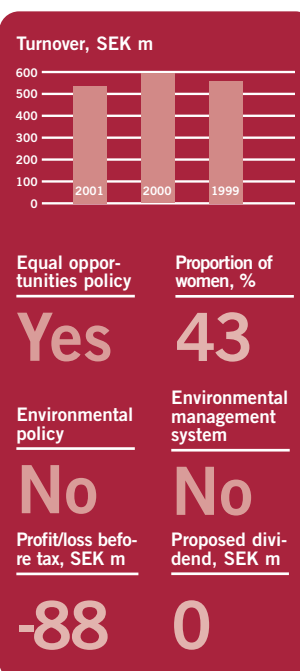 Turnover, SEK m
600
500
400
300
200
100
0
2001 2000 1999
Equal oppor-
tunities policy
Yes
Proportion of
women, %
43
Environmental
policy
No
Environmental
management
system
No
Profit/loss befo-
re tax, SEK m
-88
Proposed divi-
dend, SEK m
0